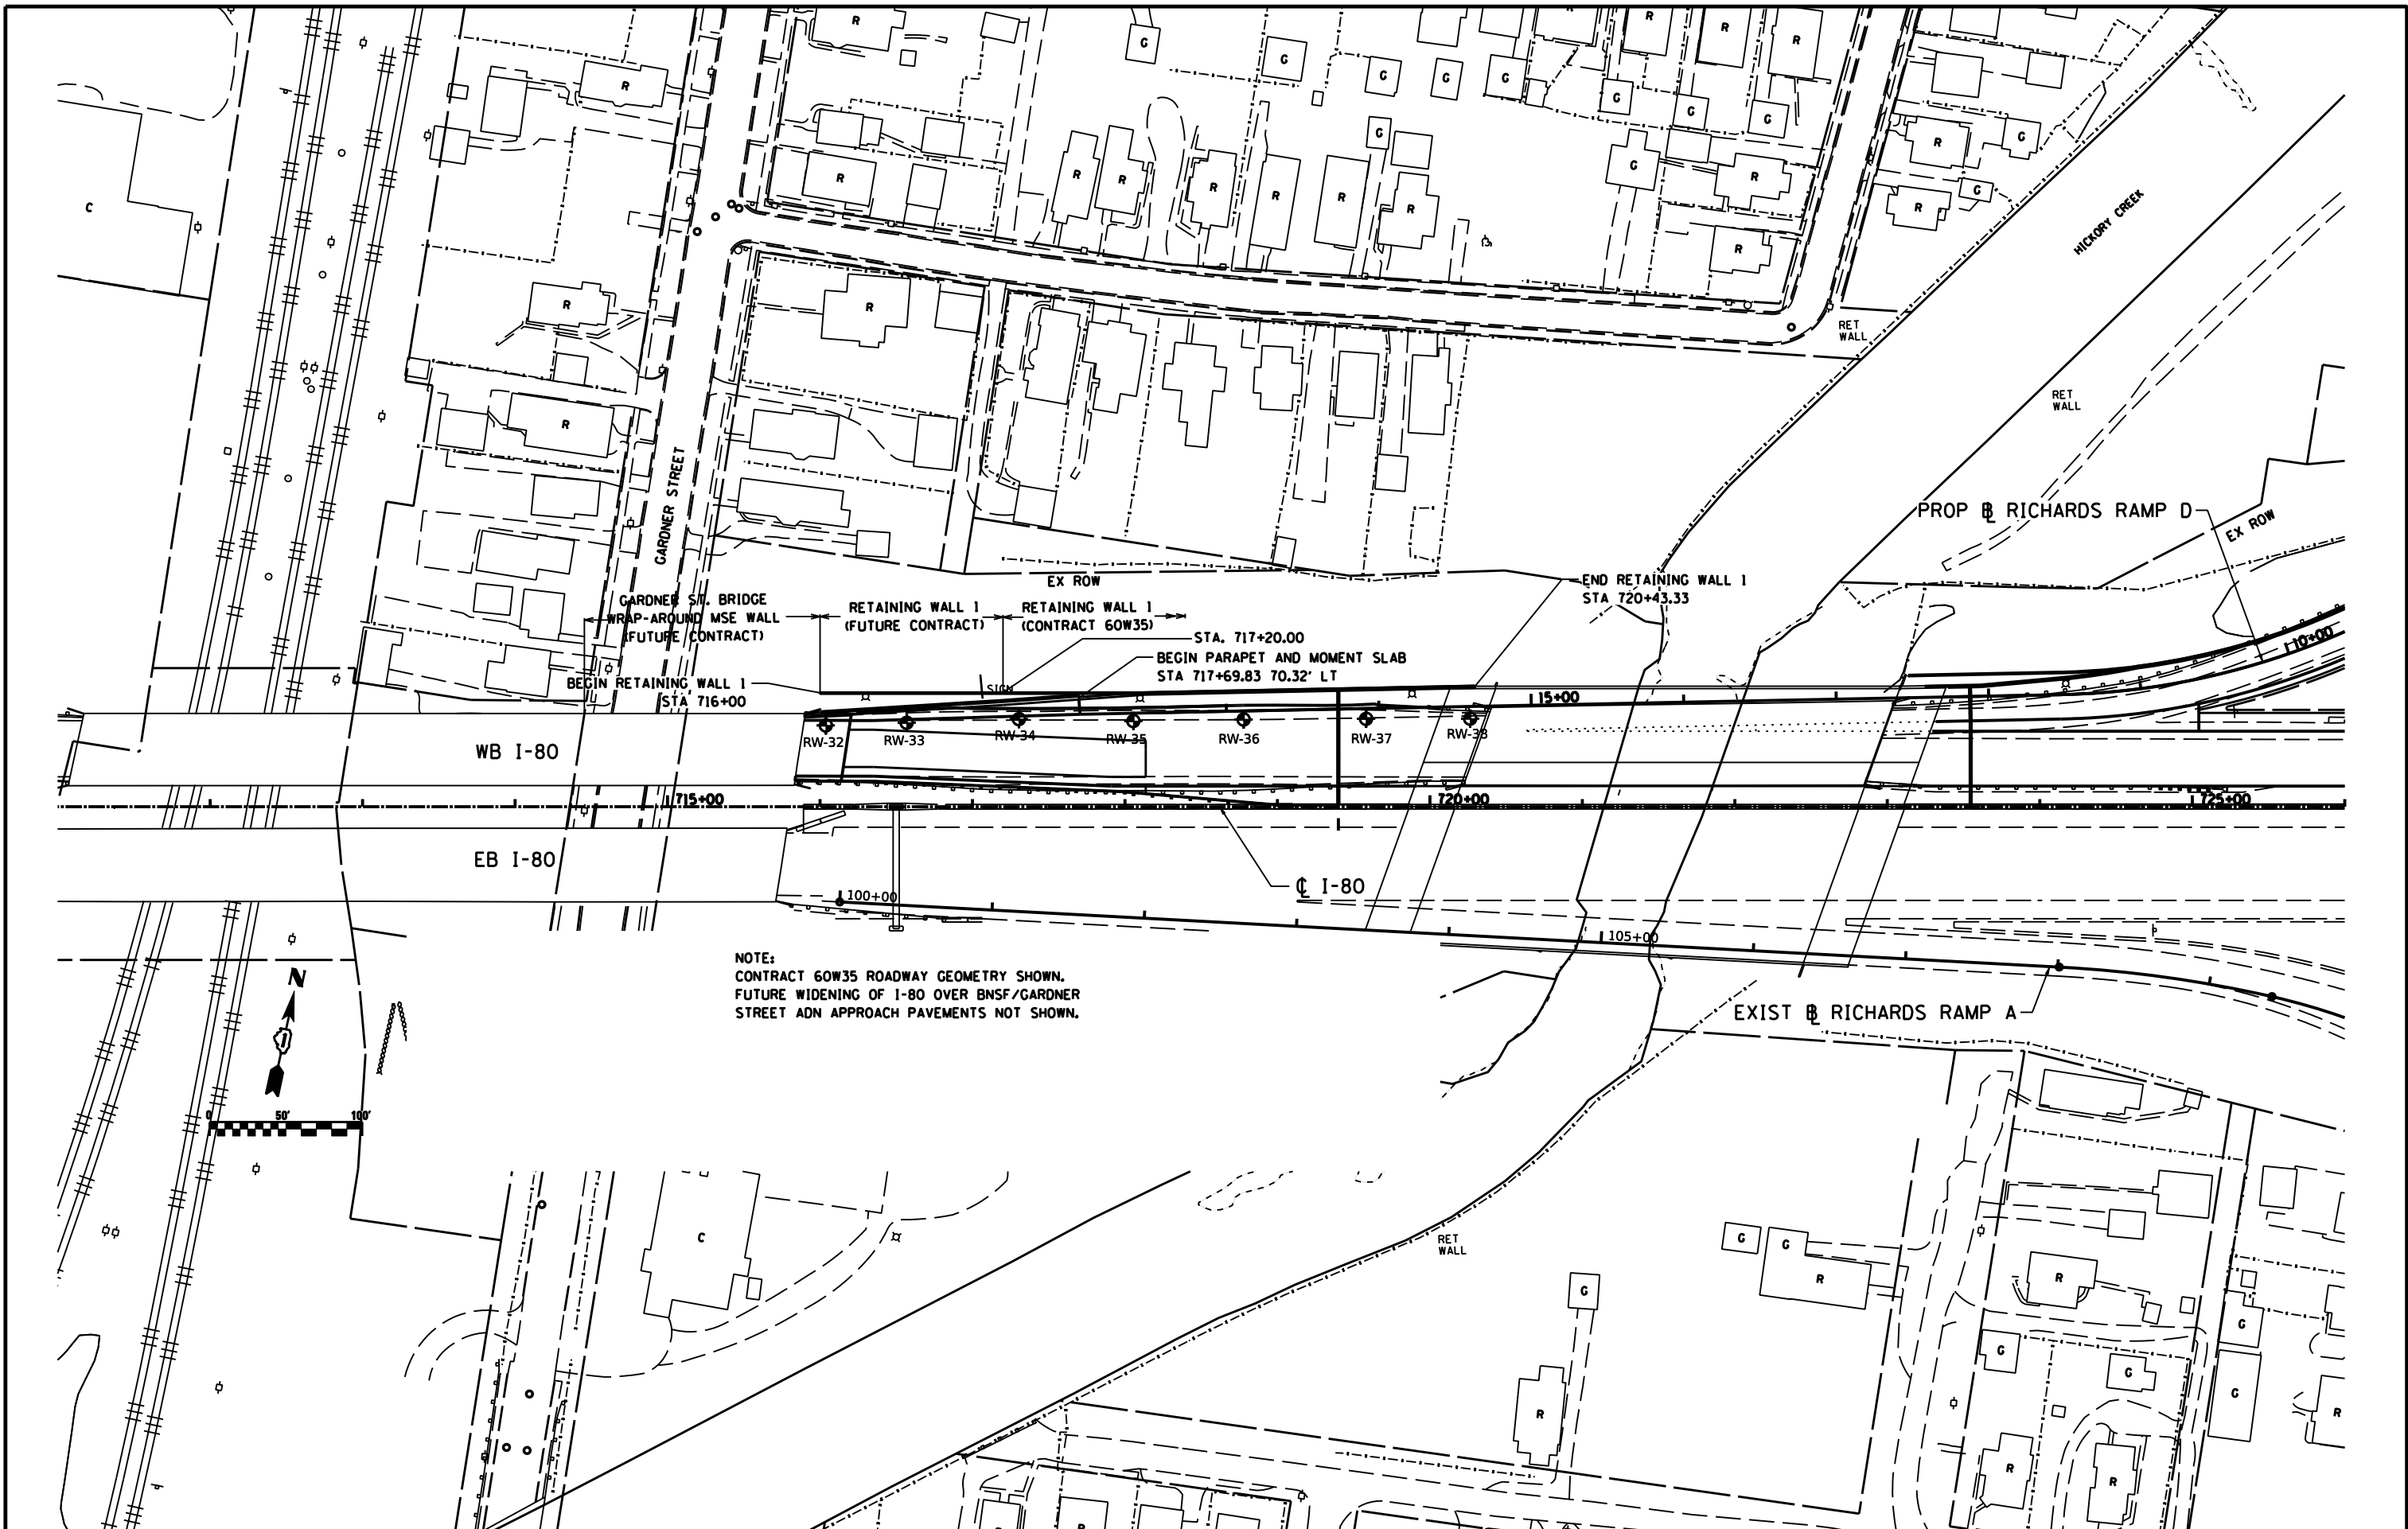 R
R
R
R
R
G
G
G
G
G
G
G
G
G
G
G
G
C
R
R
R
R
R
R
R
R
R
R
R
R
R
R
G
HICKORY CREEK
R
R
RET
WALL
R
RET
WALL
GARDNER STREET
PROP ꞴL RICHARDS RAMP D
EX ROW
EX ROW
GARDNER ST. BRIDGE
WRAP-AROUND MSE WALL
(FUTURE CONTRACT)
RETAINING WALL 1
(FUTURE CONTRACT)
RETAINING WALL 1
(CONTRACT 60W35)
END RETAINING WALL 1
STA 720+43.33
STA. 717+20.00
BEGIN PARAPET AND MOMENT SLAB
STA 717+69.83 70.32' LT
BEGIN RETAINING WALL 1
STA 716+00
SIGN
110+00
15+00
RW-32
RW-33
RW-34
RW-35
RW-36
RW-37
RW-38
WB I-80
715+00
720+00
725+00
EB I-80
℄ I-80
100+00
105+00
NOTE:
CONTRACT 60W35 ROADWAY GEOMETRY SHOWN.
FUTURE WIDENING OF I-80 OVER BNSF/GARDNER
STREET ADN APPROACH PAVEMENTS NOT SHOWN.
N
EXIST BL RICHARDS RAMP A
0 50' 100'
C
RET
WALL
G
G
R
G
R
G
G
G
G
R
R
R
R
R